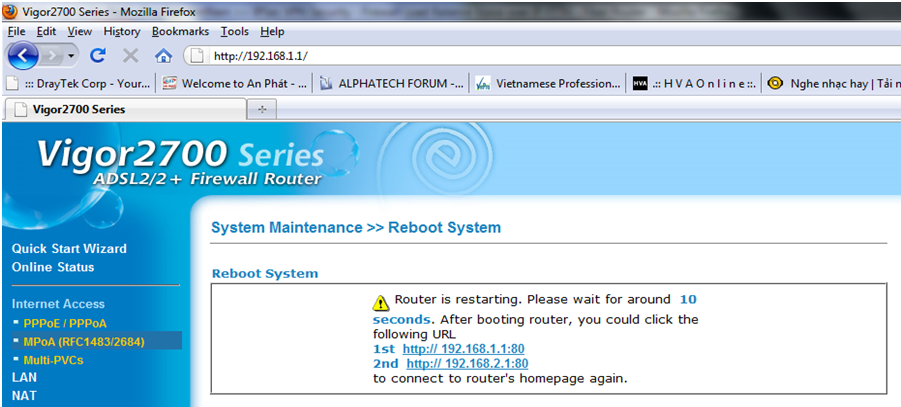 Vigor2700 Series - Mozilla Firefox
File Edit View History Bookmarks Tools Help
http://192.168.1.1/
::: DrayTek Corp - Your... Welcome to An Phát - ... ALPHATECH FORUM -... Vietnamese Profession... .:: H V A O n l i n e ::. Nghe nhạc hay | Tải n
Vigor2700 Series
Vigor2700 Series
ADSL2/2+ Firewall Router
System Maintenance >> Reboot System
Quick Start Wizard
Online Status
Internet Access
PPPoE / PPPoA
MPoA (RFC1483/2684)
Multi-PVCs
LAN
NAT
Reboot System
Router is restarting. Please wait for around 10
seconds. After booting router, you could click the
following URL
1st http:// 192.168.1.1:80
2nd http:// 192.168.2.1:80
to connect to router's homepage again.